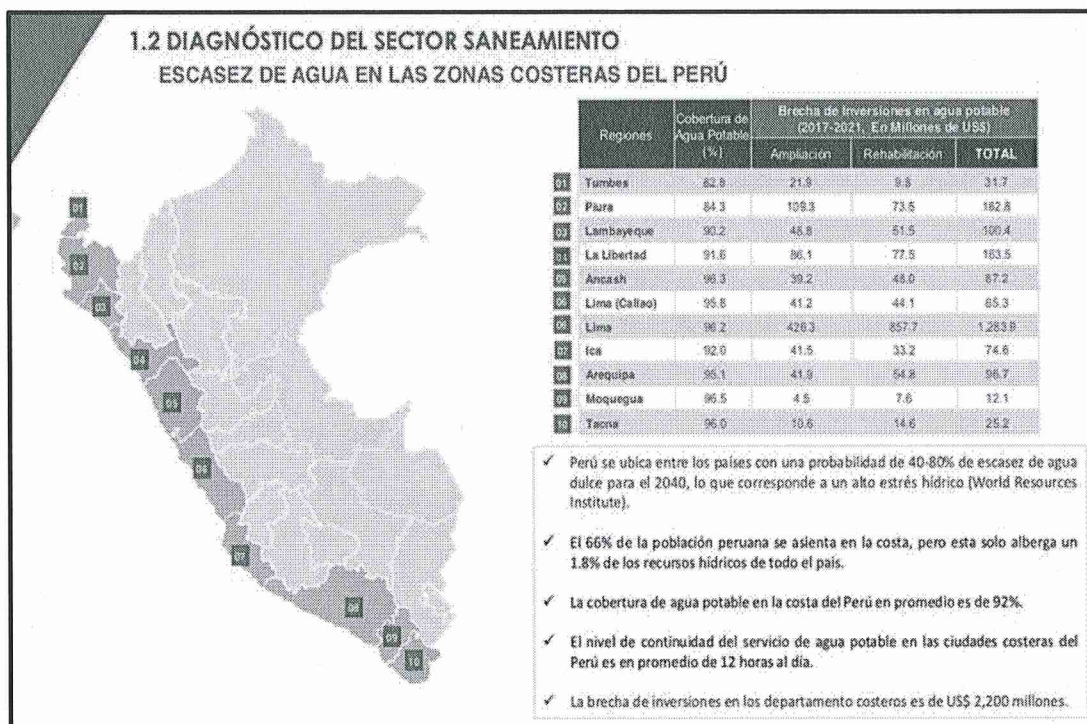 1.2 DIAGNÓSTICO DEL SECTOR SANEAMIENTO
ESCASEZ DE AGUA EN LAS ZONAS COSTERAS DEL PERÚ
01
02
03
04
05
06
07
08
09
10
Regiones
Cobertura de
Agua Potable
(%)
Brecha de Inversiones en agua potable
(2017-2021, En Millones de US$)
Ampliación Rehabilitación TOTAL
01 Tumbes 21.9 9.8 31.7
02 Piura 84.3 109.3 73.5 182.8
03 Lambayeque 90.2 48.8 51.5 100.4
04 La Libertad 91.6 86.1 77.5 163.5
05 Ancash 96.3 39.2 48.0 87.2
Lima (Callao) 95.8 41.2 44.1 85.3
06 Lima 96.2 426.3 857.7 1,283.9
07 Ica 92.0 41.5 33.2 74.6
08 Arequipa 95.1 41.9 54.8 96.7
09 Moquegua 96.5 4.5 7.6 12.1
10 Tacna 96.0 10.6 14.6 25.2
✓ Perú se ubica entre los países con una probabilidad de 40-80% de escasez de agua
dulce para el 2040, lo que corresponde a un alto estrés hídrico (World Resources
Institute).
✓ El 66% de la población peruana se asienta en la costa, pero esta solo alberga un
1.8% de los recursos hídricos de todo el país.
✓ La cobertura de agua potable en la costa del Perú en promedio es de 92%.
✓ El nivel de continuidad del servicio de agua potable en las ciudades costeras del
Perú es en promedio de 12 horas al día.
✓ La brecha de inversiones en los departamento costeros es de US$ 2,200 millones.